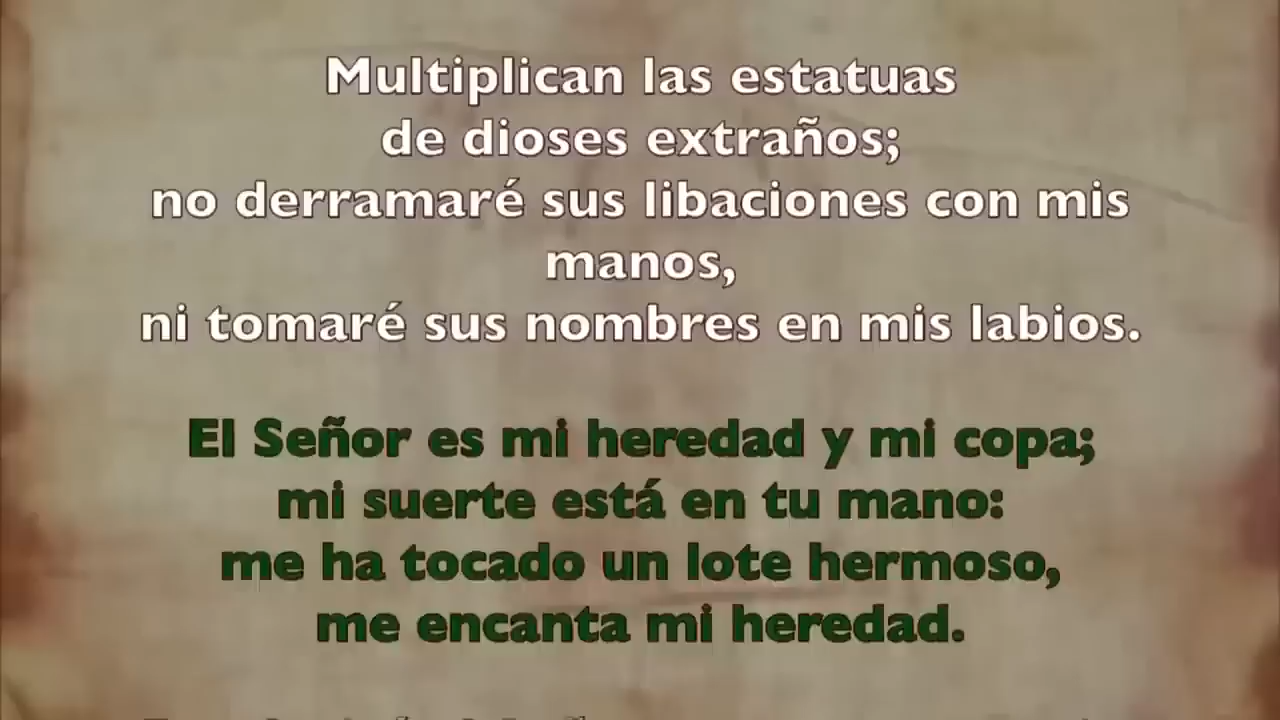 Multiplican las estatuas
de dioses extraños;
no derramaré sus libaciones con mis
manos,
ni tomaré sus nombres en mis labios.
El Señor es mi heredad y mi copa;
mi suerte está en tu mano:
me ha tocado un lote hermoso,
me encanta mi heredad.